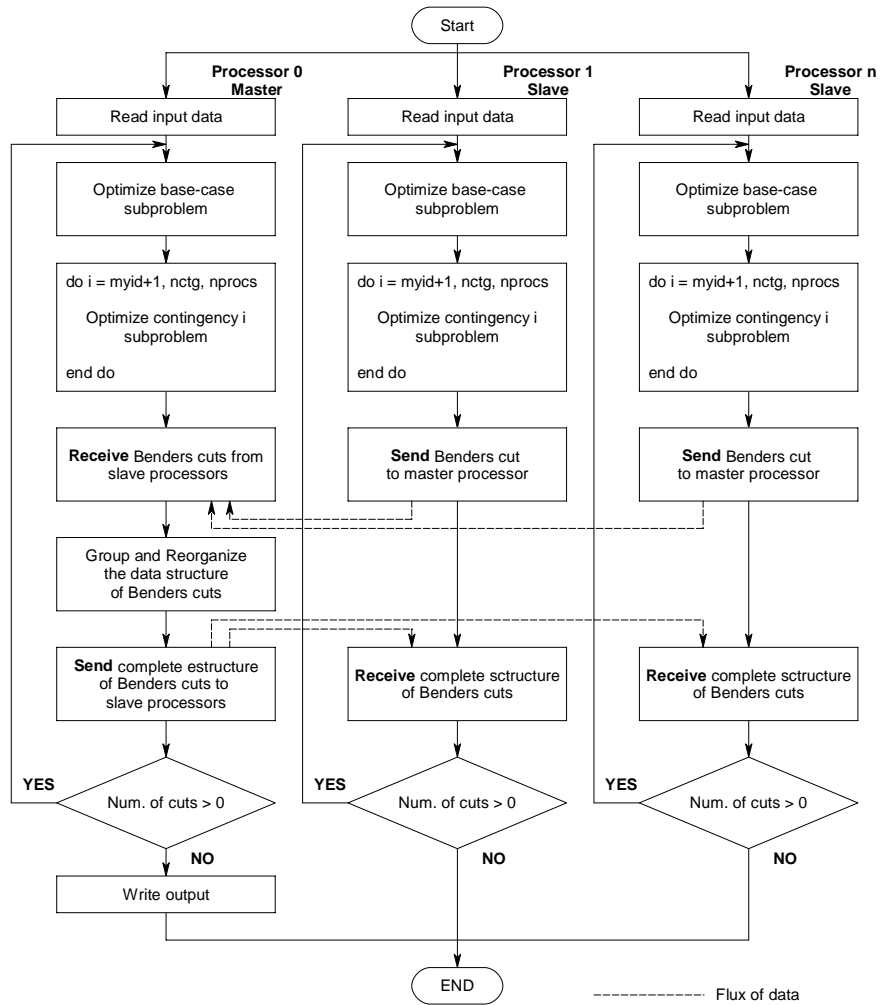 Start
Processor 0
Master
Processor 1
Slave
Processor n
Slave
Read input data
Read input data
Read input data
Optimize base-case
subproblem
Optimize base-case
subproblem
Optimize base-case
subproblem
do i = myid+1, nctg, nprocs
Optimize contingency i
subproblem
end do
do i = myid+1, nctg, nprocs
Optimize contingency i
subproblem
end do
do i = myid+1, nctg, nprocs
Optimize contingency i
subproblem
end do
Receive Benders cuts from
slave processors
Send Benders cut
to master processor
Send Benders cut
to master processor
Group and Reorganize
the data structure
of Benders cuts
Send complete estructure
of Benders cuts to
slave processors
Receive complete sctructure
of Benders cuts
Receive complete sctructure
of Benders cuts
YES
Num. of cuts > 0
NO
YES
Num. of cuts > 0
NO
YES
Num. of cuts > 0
NO
Write output
END
Flux of data